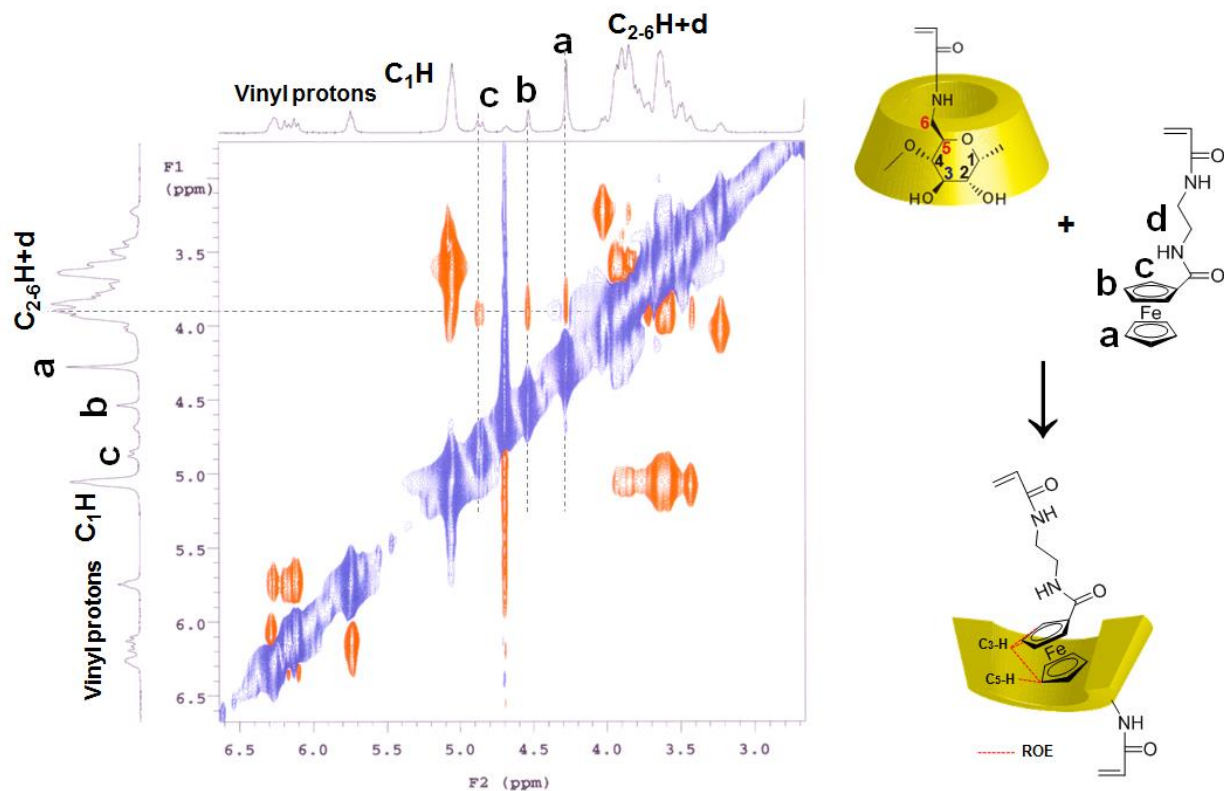 C2-6H+d
a
C1H
b
c
Vinyl protons
F1
(ppm)
3.5
4.0
4.5
5.0
5.5
6.0
6.5
C2-6H+d
a
b
c
C1H
Vinyl protons
6.5 6.0 5.5 5.0 4.5 4.0 3.5 3.0
F2 (ppm)
O
NH
6
5
O
O
4
1
3
2
HO
OH
+
O
N
H
d
NH
c
O
b
Fe
a
O
NH
HN
O
C3-H
Fe
C5-H
NH
O
ROE